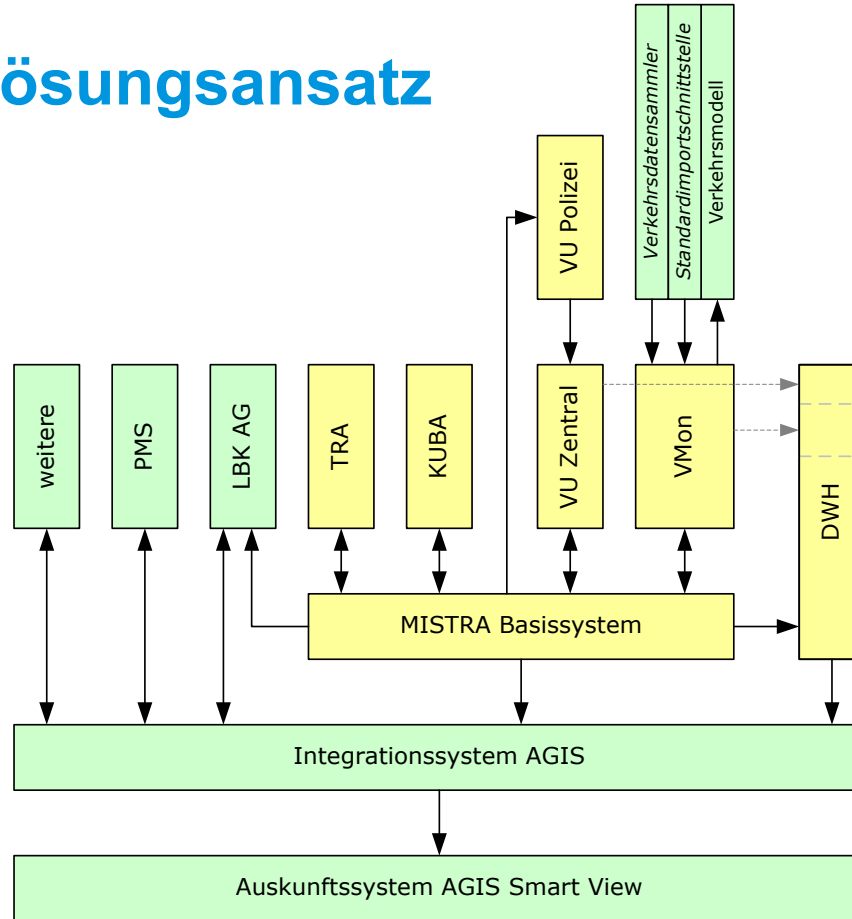 ösungsansatz
Verkehrsdatensammler
Standardimportschnittstelle
Verkehrsmodell
VU Polizei
weitere
PMS
LBK AG
TRA
KUBA
VU Zentral
VMon
DWH
MISTRA Basissystem
Integrationssystem AGIS
Auskunftssystem AGIS Smart View